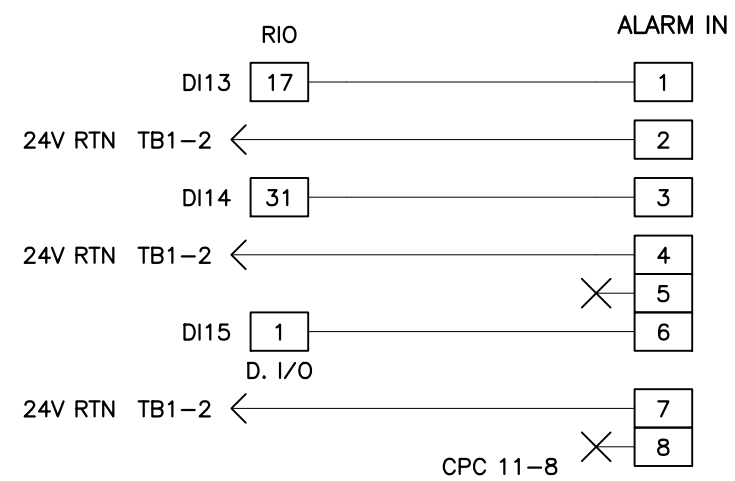 RIO
ALARM IN
DI13 17 1
24V RTN TB1-2 2
DI14 31 3
24V RTN TB1-2 4
5
DI15 1 6
D. I/O
24V RTN TB1-2 7
8
CPC 11-8